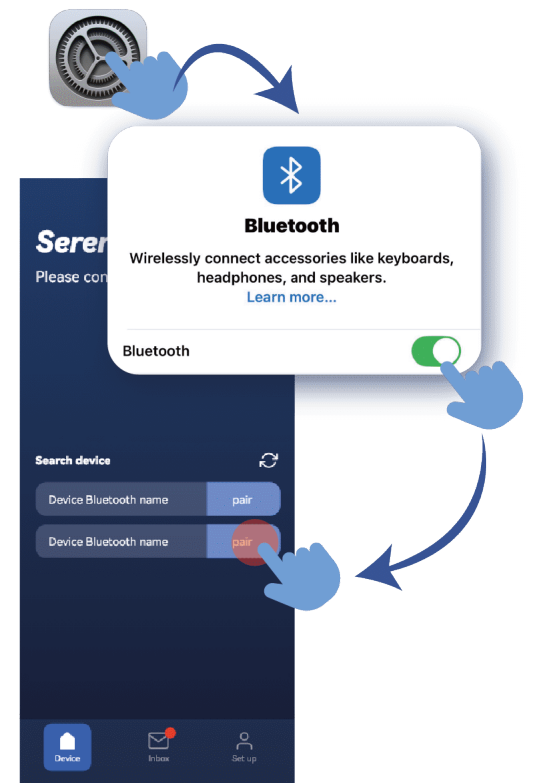 Bluetooth
Wirelessly connect accessories like keyboards,
headphones, and speakers.
Learn more...
Bluetooth
Serer
Please con
Search device
Device Bluetooth name pair
Device Bluetooth name pair
Device Inbox Set up